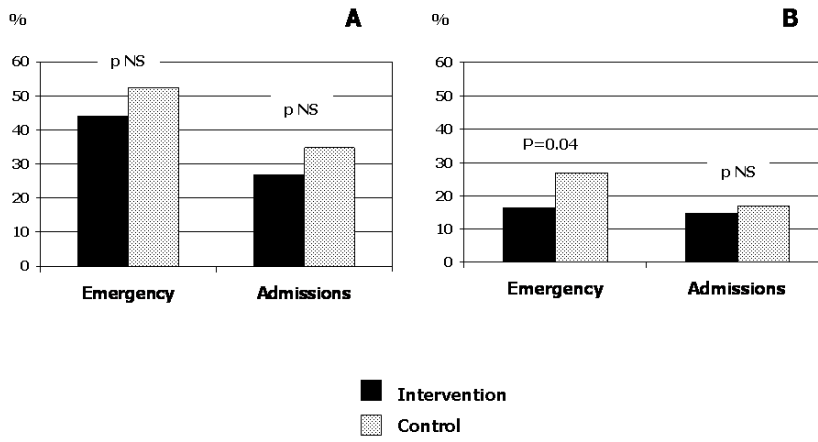 %
A
60
50
40
30
20
10
0
p NS
p NS
Emergency
Admissions
%
B
60
50
40
30
20
10
0
P=0.04
p NS
Emergency
Admissions
Intervention
Control